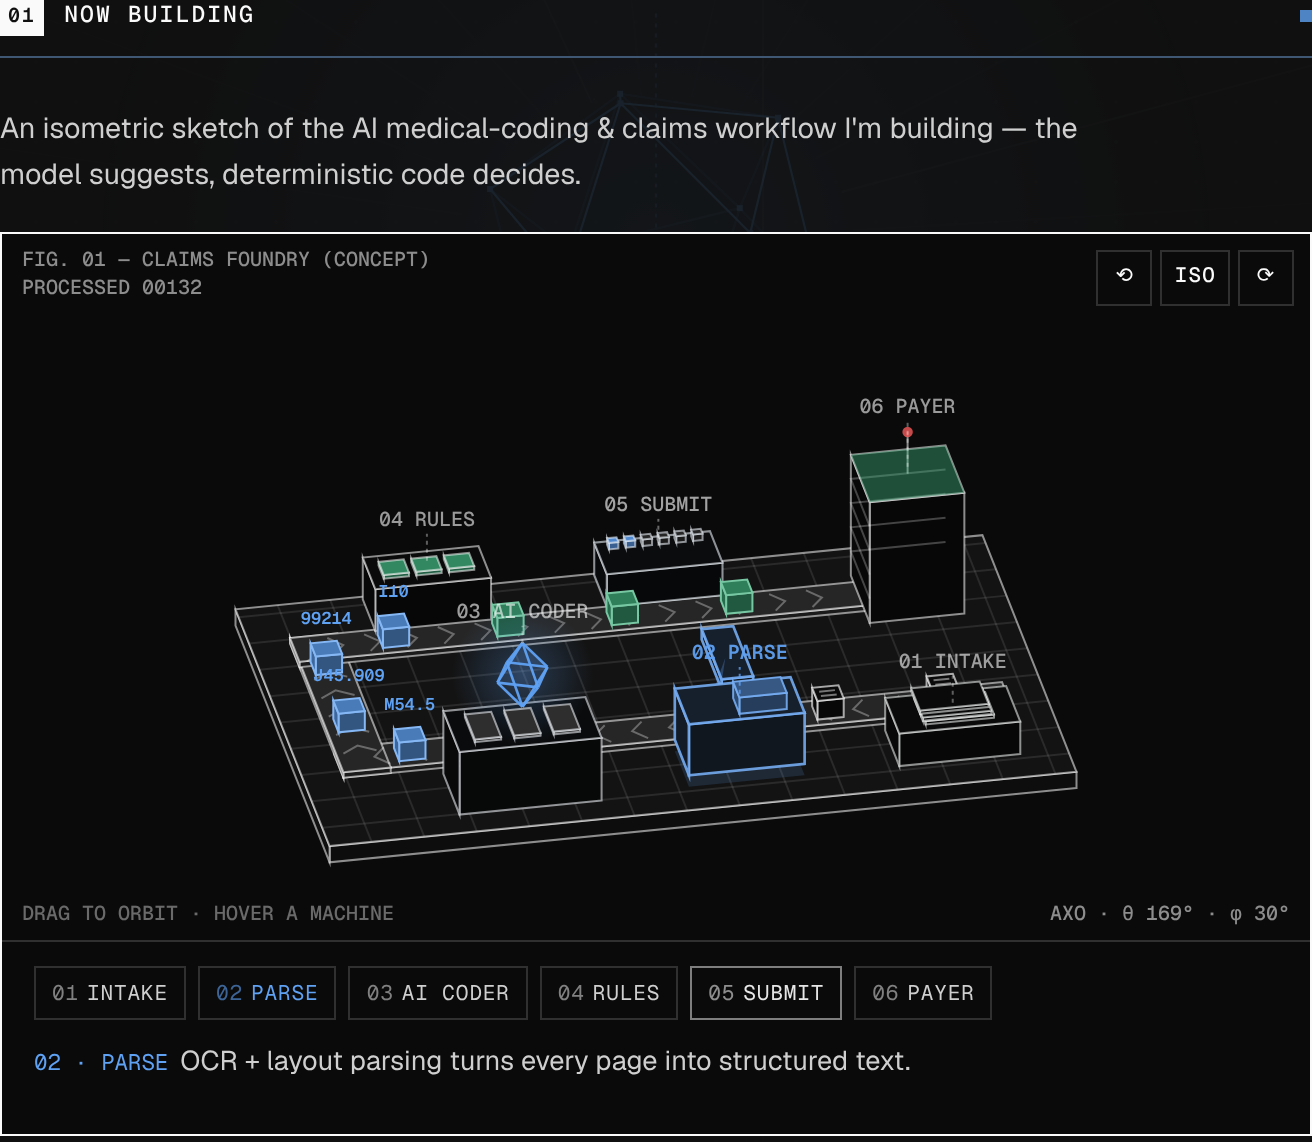 01 NOW BUILDING
An isometric sketch of the AI medical-coding & claims workflow I'm building — the
model suggests, deterministic code decides.
FIG. 01 — CLAIMS FOUNDRY (CONCEPT)
PROCESSED 00132
⟲ ISO ⟳
06 PAYER
05 SUBMIT
04 RULES
I10
03 AI CODER
99214
02 PARSE
01 INTAKE
J45.909
M54.5
DRAG TO ORBIT · HOVER A MACHINE
AXO · θ 169° · φ 30°
01 INTAKE 02 PARSE 03 AI CODER 04 RULES 05 SUBMIT 06 PAYER
02 · PARSE OCR + layout parsing turns every page into structured text.